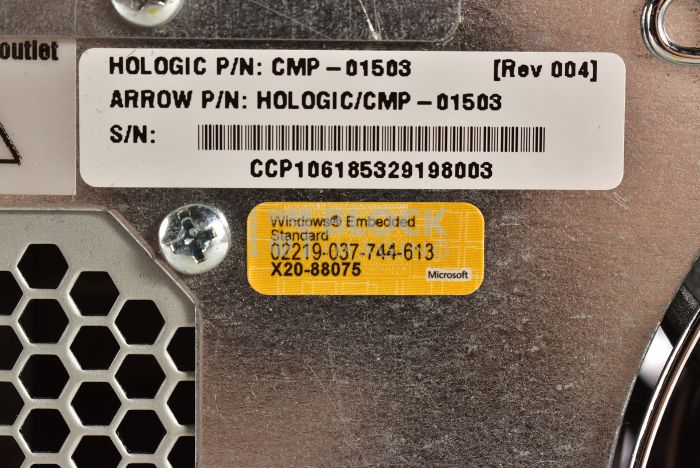 outlet
HOLOGIC P/N: CMP-01503 [Rev 004]
ARROW P/N: HOLOGIC/CMP-01503
S/N:
CCP106185329198003
Windows® Embedded
Standard
02219-037-744-613
X20-88075
Microsoft